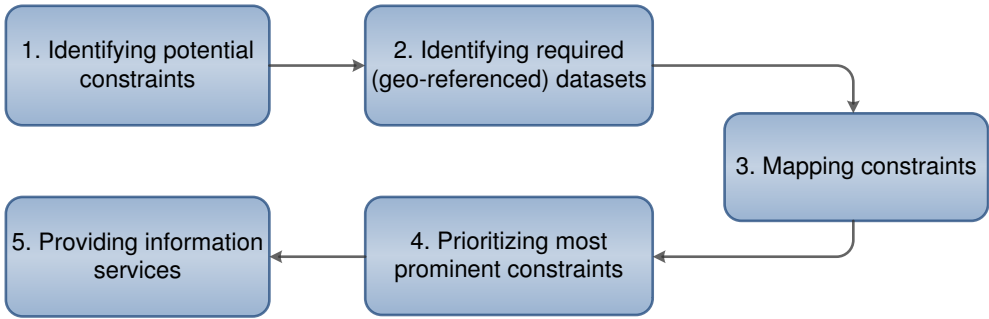 1. Identifying potential
constraints
2. Identifying required
(geo-referenced) datasets
3. Mapping constraints
4. Prioritizing most
prominent constraints
5. Providing information
services